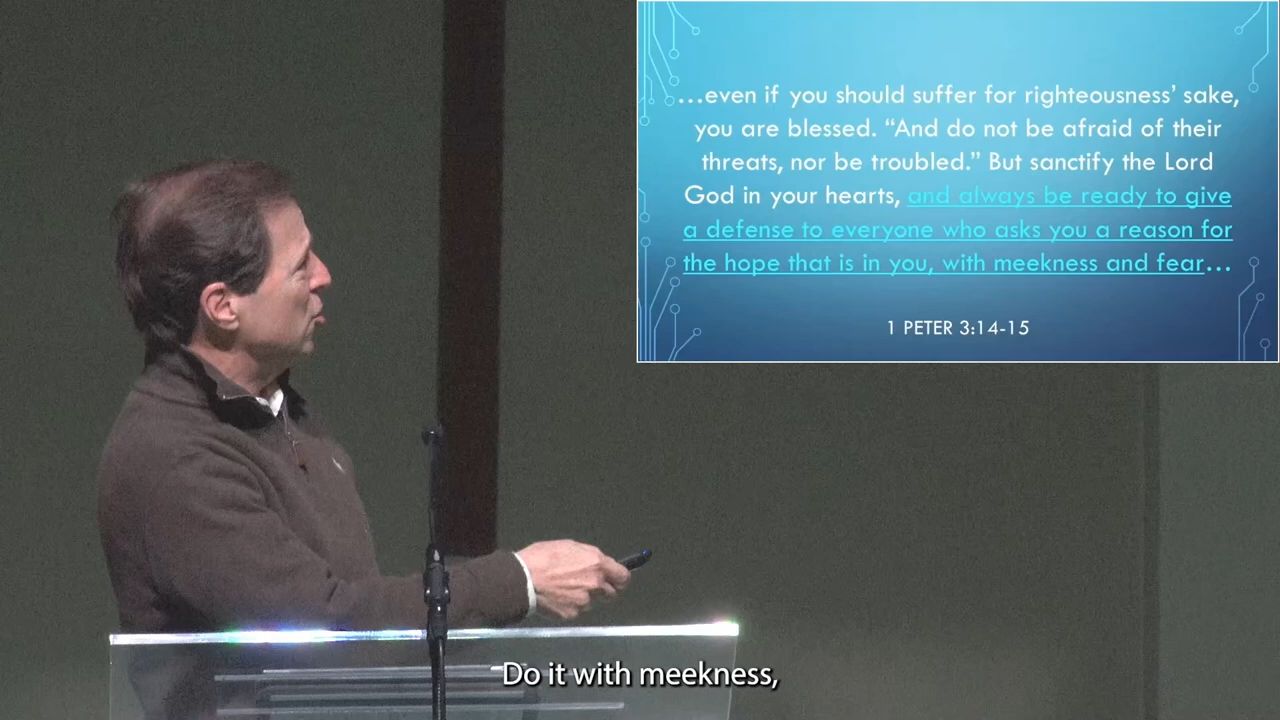 …even if you should suffer for righteousness’ sake,
you are blessed. “And do not be afraid of their
threats, nor be troubled.” But sanctify the Lord
God in your hearts, and always be ready to give
a defense to everyone who asks you a reason for
the hope that is in you, with meekness and fear…
1 PETER 3:14-15
Do it with meekness,